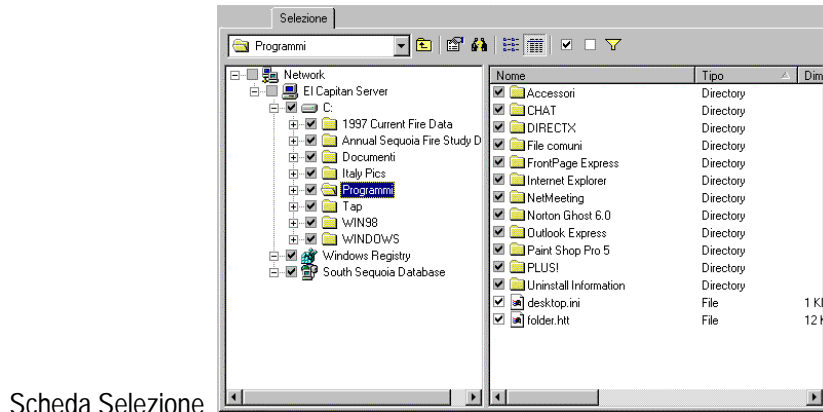 Selezione
Programmi
Network
El Capitan Server
C:
1997 Current Fire Data
Annual Sequoia Fire Study D
Documenti
Italy Pics
Programmi
Tap
WIN98
WINDOWS
Windows Registry
South Sequoia Database
Nome Tipo Dim
Accessori Directory
CHAT Directory
DIRECTX Directory
File comuni Directory
FrontPage Express Directory
Internet Explorer Directory
NetMeeting Directory
Norton Ghost 6.0 Directory
Outlook Express Directory
Paint Shop Pro 5 Directory
PLUS! Directory
Uninstall Information Directory
desktop.ini File 1 K
folder.htt File 12 K
Scheda Selezione